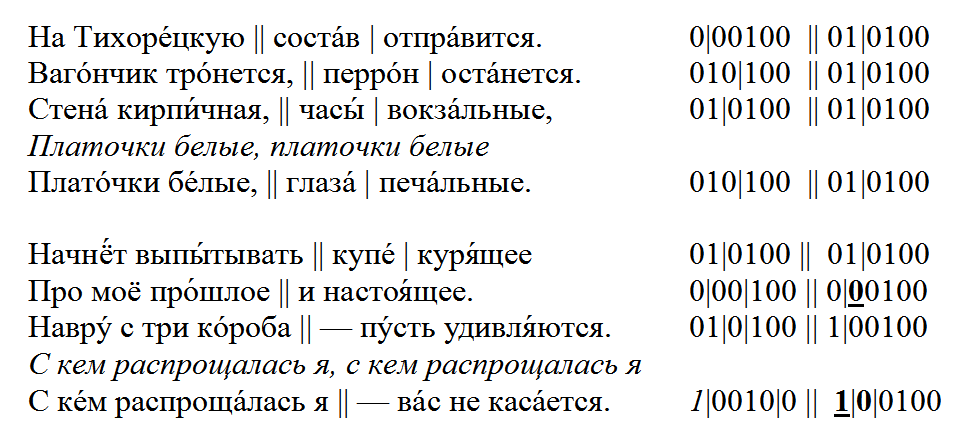 На Тихоре́цкую || соста́в | отпра́вится. 0|00100 || 01|0100
Ваго́нчик тро́нется, || перро́н | оста́нется. 010|100 || 01|0100
Стена́ кирпи́чная, || часы́ | вокза́льные, 01|0100 || 01|0100
Платочки белые, платочки белые
Плато́чки бе́лые, || глаза́ | печа́льные. 010|100 || 01|0100
Начнё́т выпы́тывать || купе́ | куря́щее 01|0100 || 01|0100
Про моё про́шлое || и настоя́щее. 0|00|100 || 0|00100
Навру́ с три ко́роба || — пу́сть удивля́ются. 01|0|100 || 1|00100
С кем распрощалась я, с кем распрощалась я
С ке́м распроща́лась я || — ва́с не каса́ется. 1|0010|0 || 1|0|0100